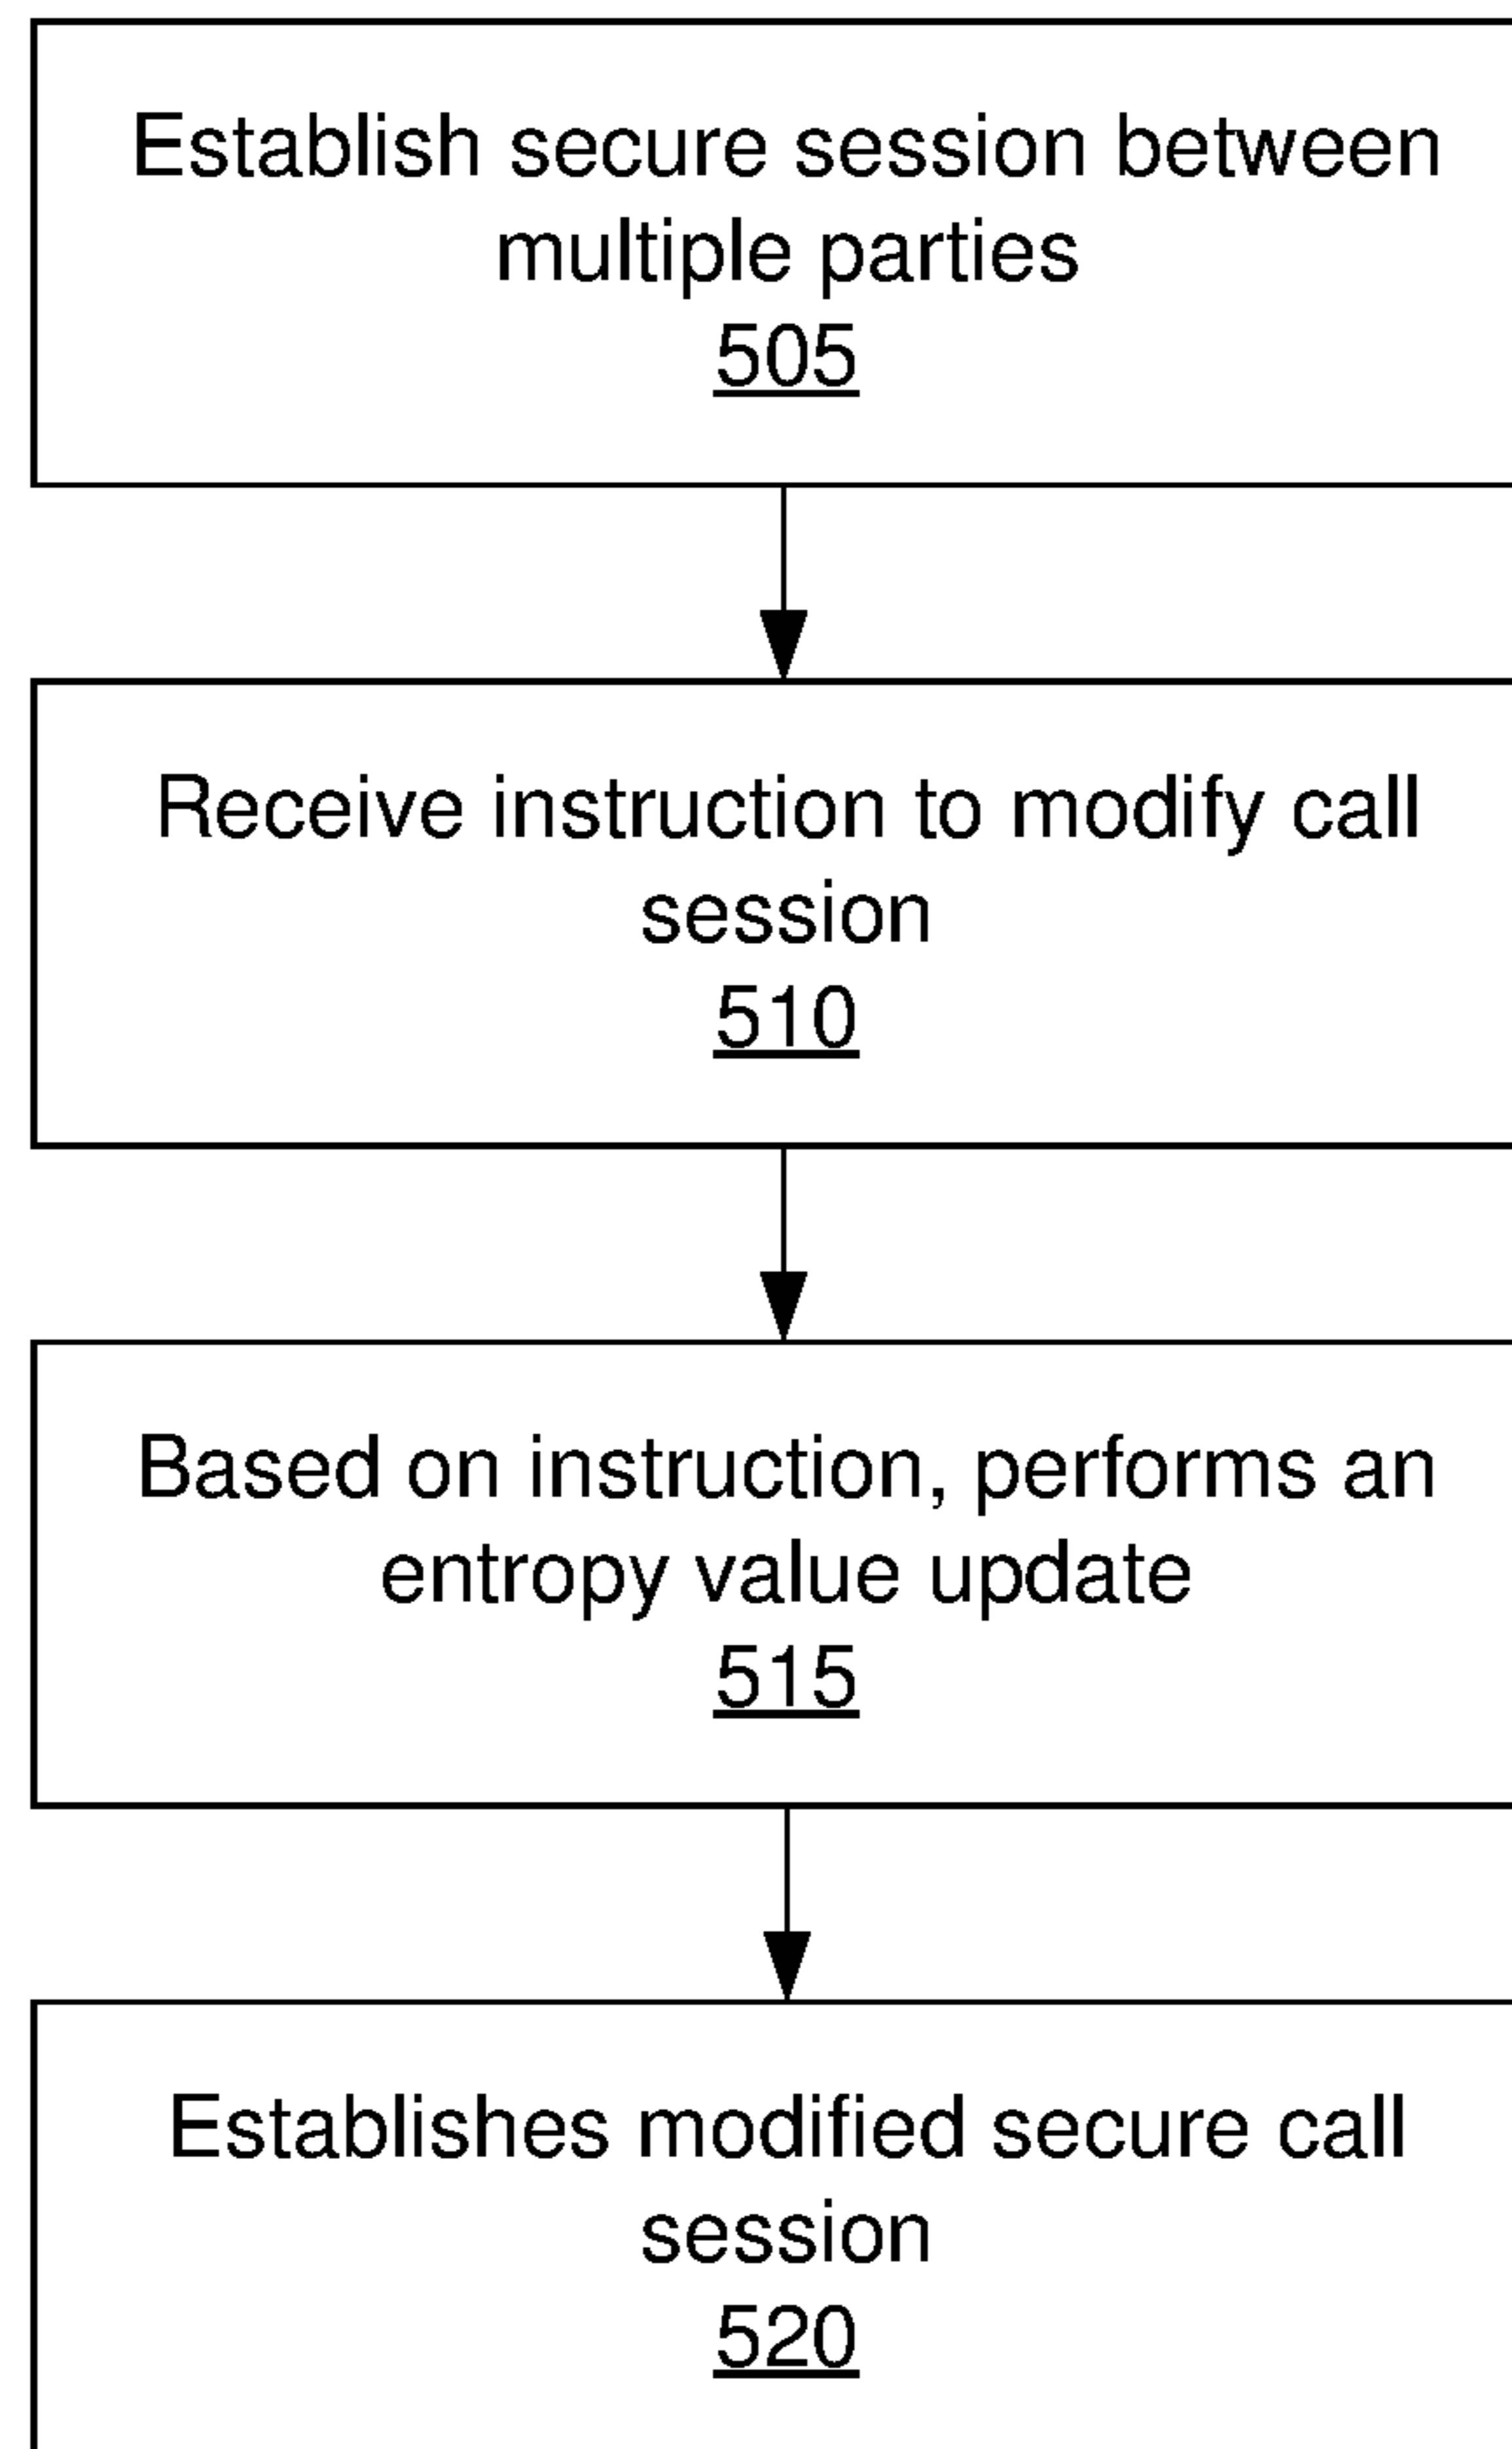 Establish secure session between
multiple parties
505
Receive instruction to modify call
session
510
Based on instruction, performs an
entropy value update
515
Establishes modified secure call
session
520